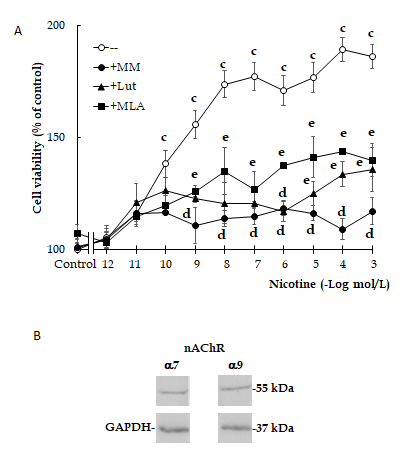 A
200
150
100
Cell viability (% of control)
--
+MM
+Lut
+MLA
c c c c c c c c
e e e e e e e e
d d d d d d d d
Control 12 11 10 9 8 7 6 5 4 3
Nicotine (-Log mol/L)
B
nAChR
α7 α9
-55 kDa
GAPDH- -37 kDa